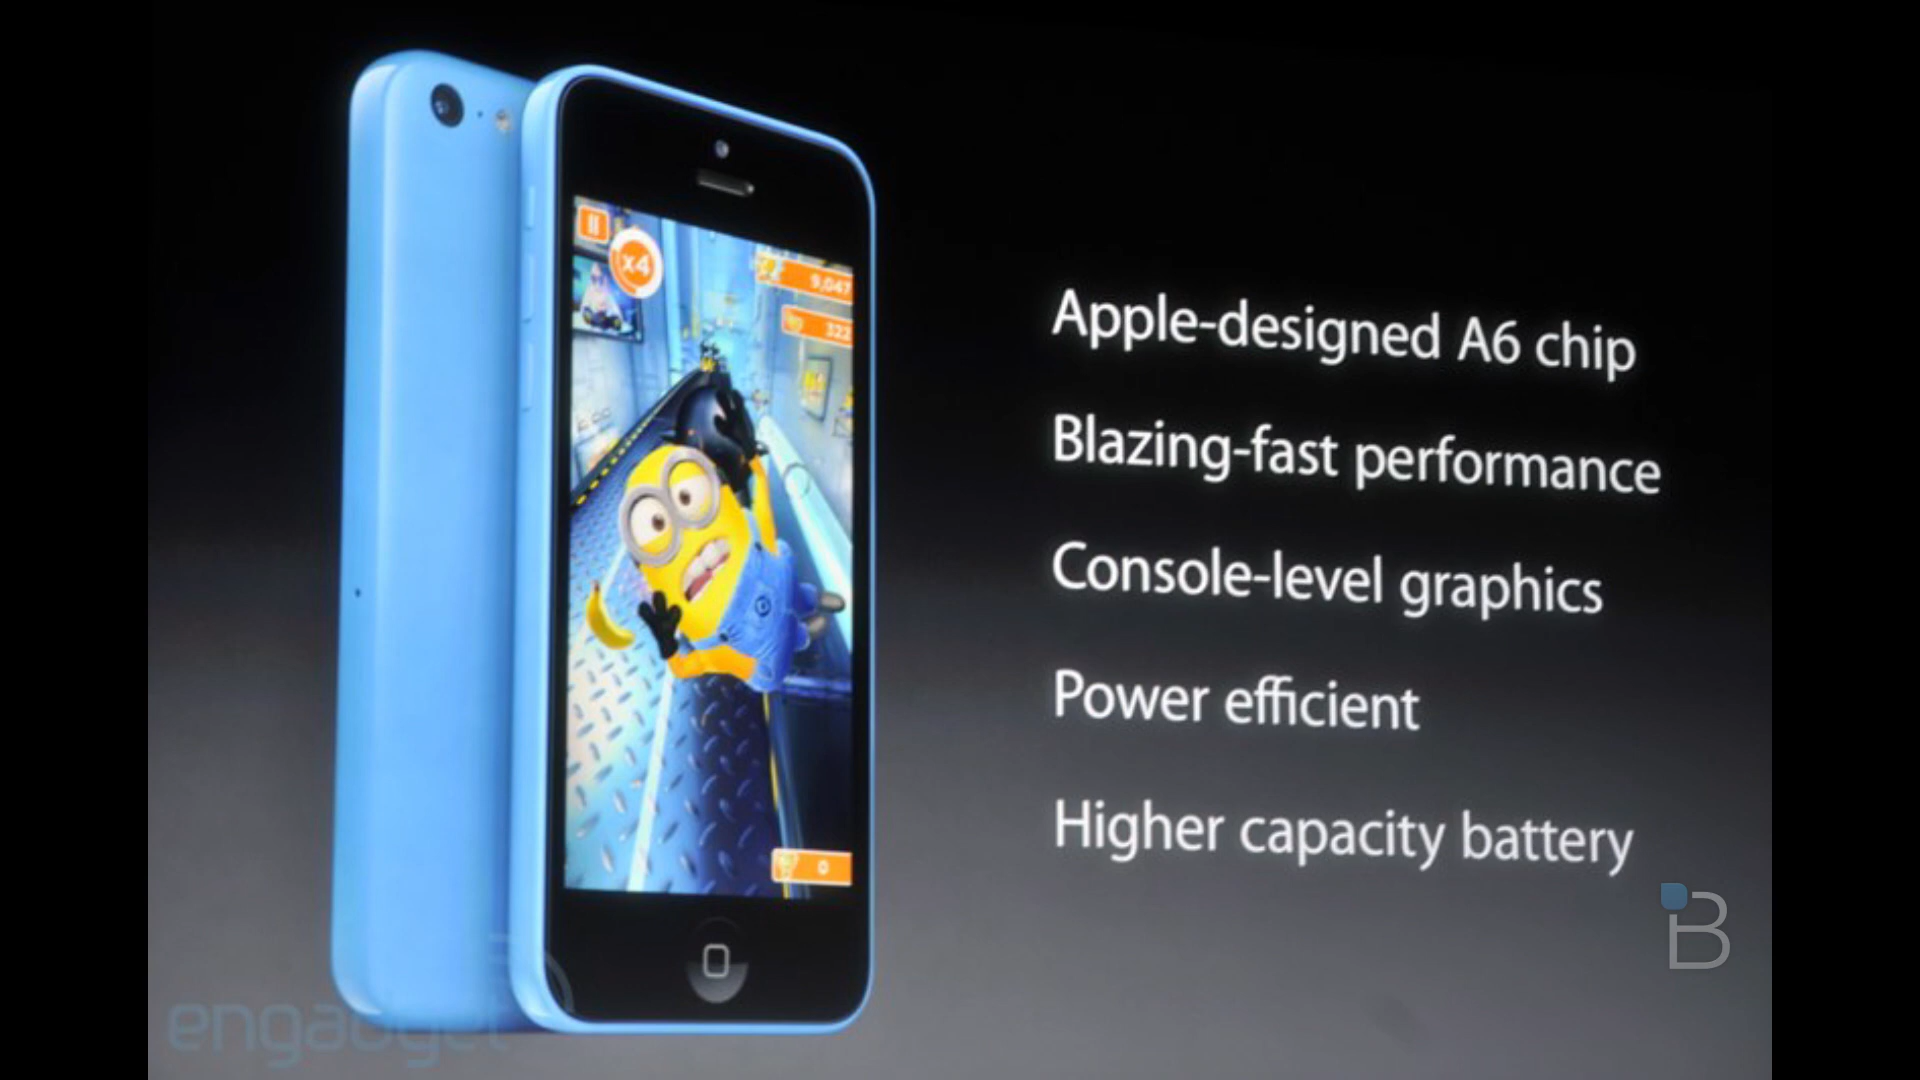 x4
9,047
322
Apple-designed A6 chip
Blazing-fast performance
Console-level graphics
Power efficient
Higher capacity battery
0
B
engadget